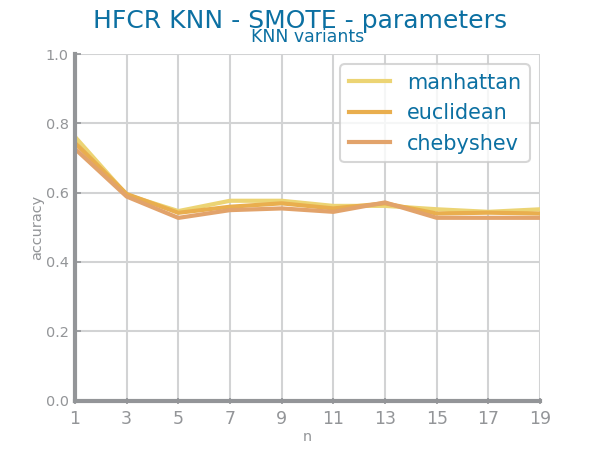 HFCR KNN - SMOTE - parameters
KNN variants
1.0
manhattan
euclidean
chebyshev
0.8
0.6
accuracy
0.4
0.2
0.0
1 3 5 7 9 11 13 15 17 19
n